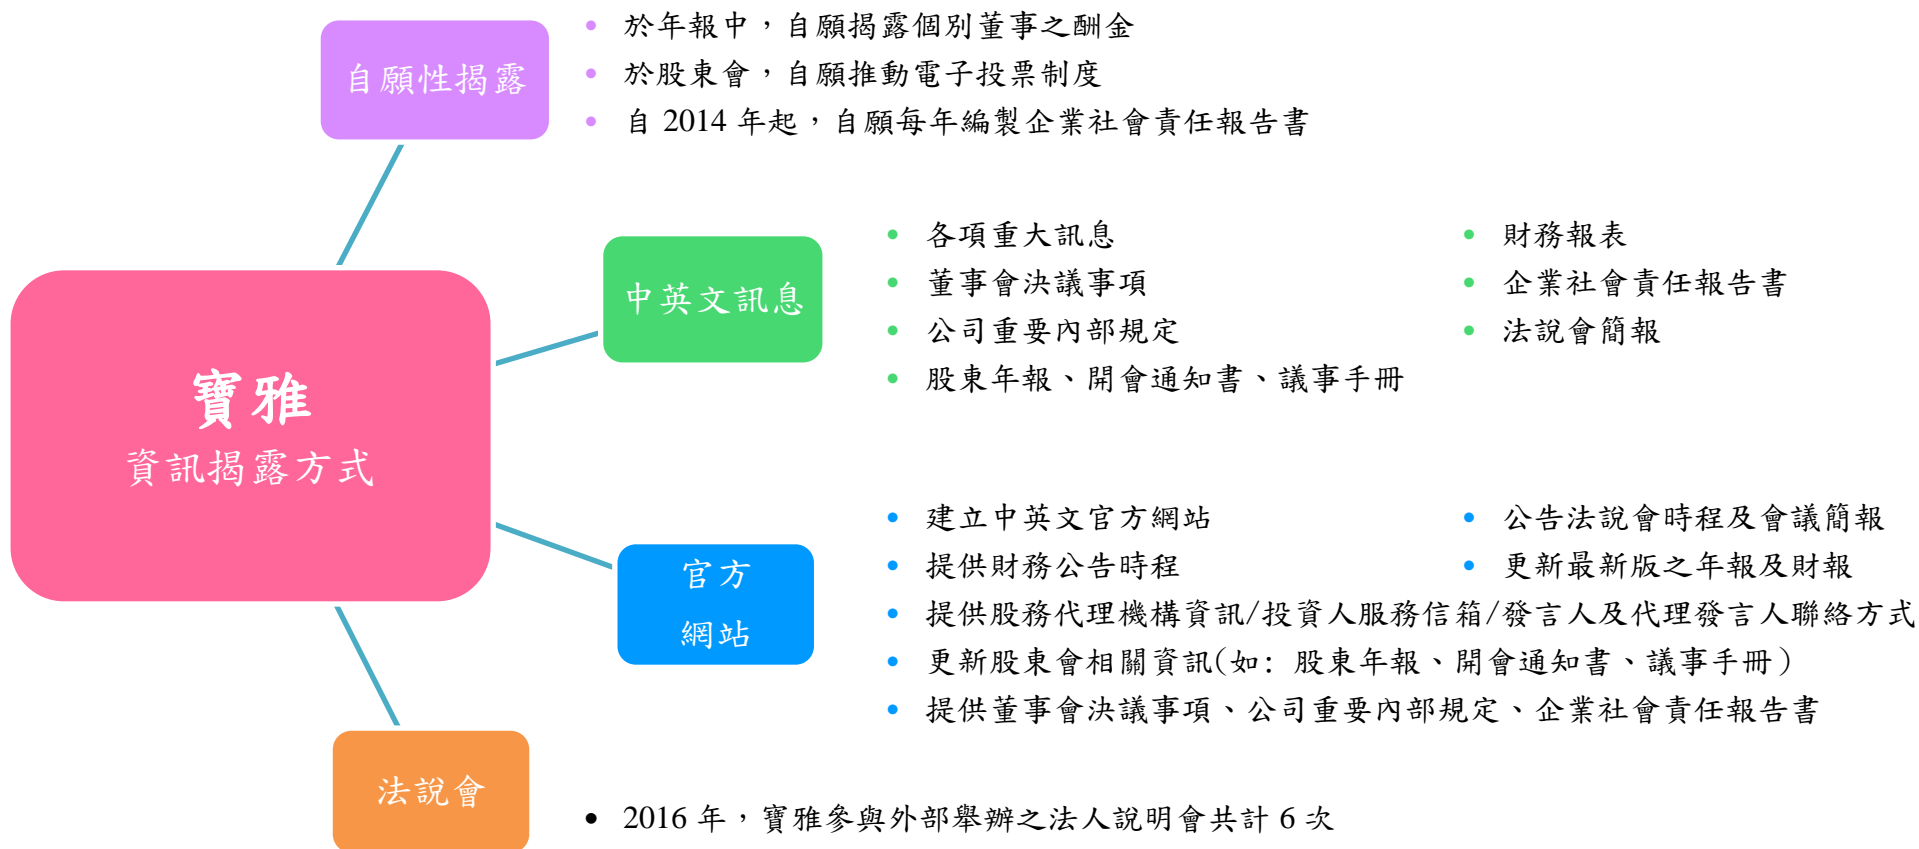 自願性揭露
• 於年報中，自願揭露個別董事之酬金
• 於股東會，自願推動電子投票制度
• 自 2014 年起，自願每年編製企業社會責任報告書
寶雅
資訊揭露方式
中英文訊息
• 各項重大訊息
• 董事會決議事項
• 公司重要內部規定
• 股東年報、開會通知書、議事手冊
• 財務報表
• 企業社會責任報告書
• 法說會簡報
官方
網站
• 建立中英文官方網站
• 公告法說會時程及會議簡報
• 提供財務公告時程
• 更新最新版之年報及財報
• 提供股務代理機構資訊/投資人服務信箱/發言人及代理發言人聯絡方式
• 更新股東會相關資訊(如: 股東年報、開會通知書、議事手冊)
• 提供董事會決議事項、公司重要內部規定、企業社會責任報告書
法說會
• 2016 年，寶雅參與外部舉辦之法人說明會共計 6 次